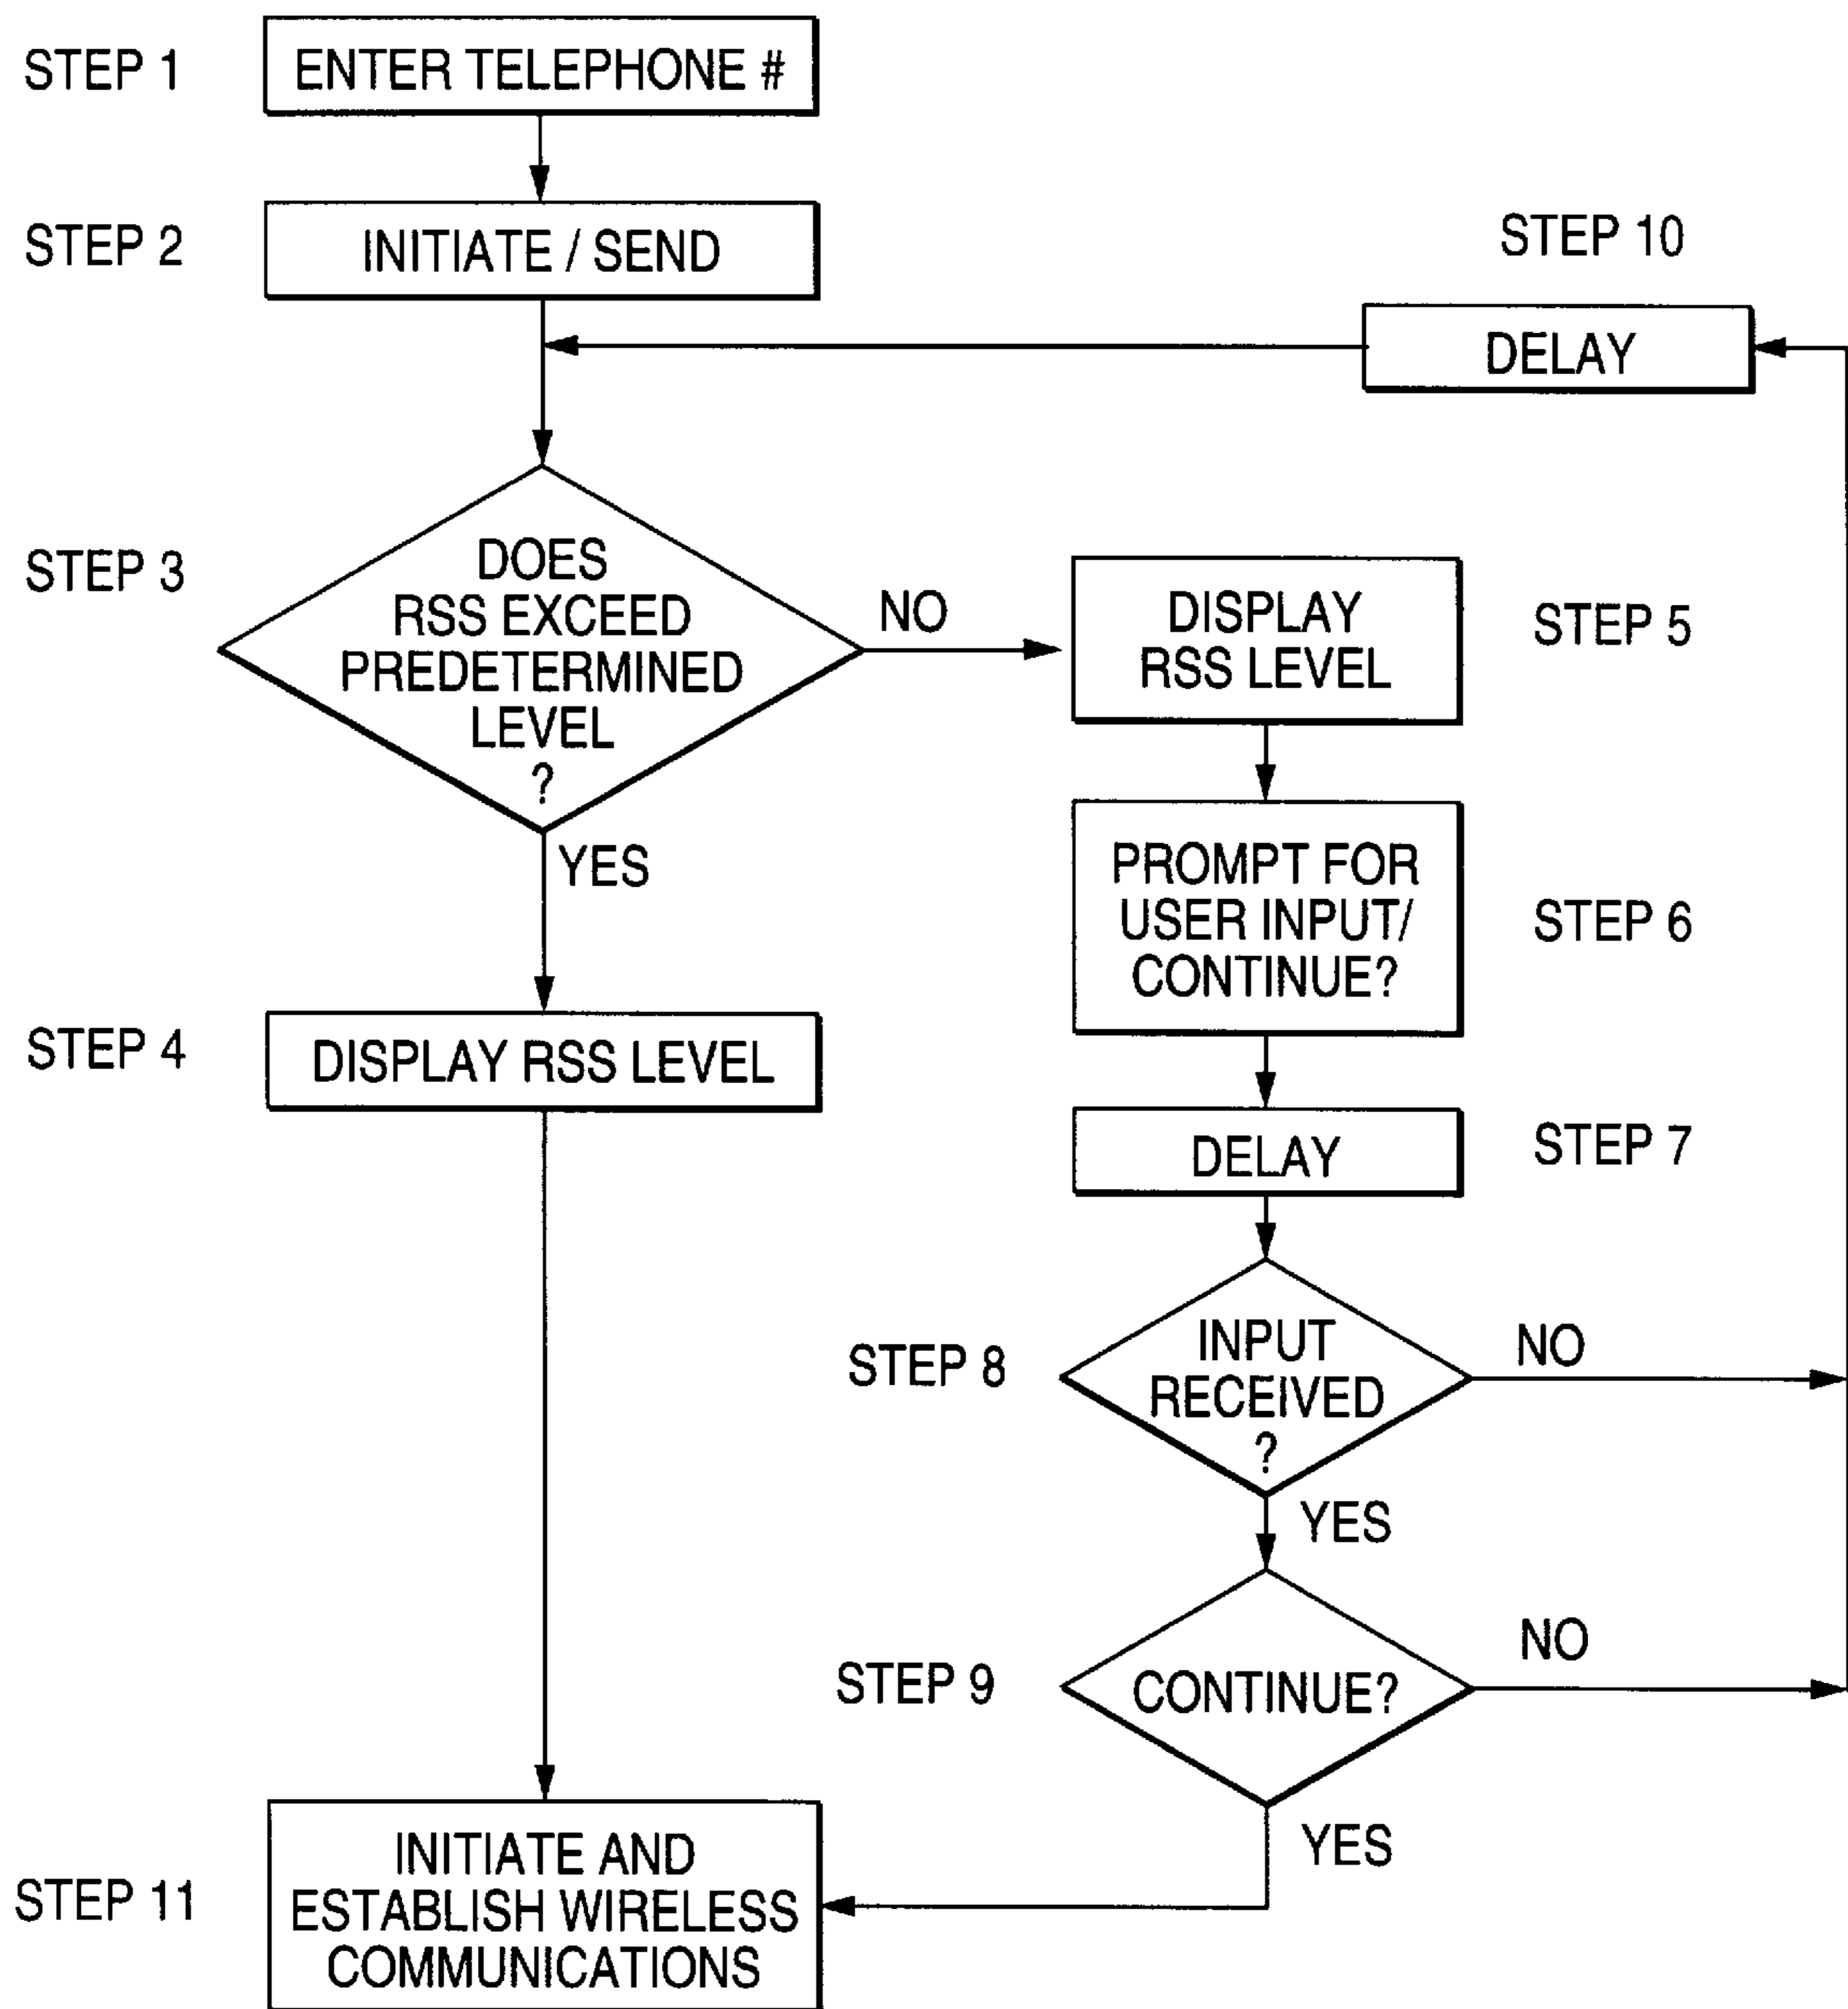 STEP 1
ENTER TELEPHONE #
STEP 2
INITIATE / SEND
STEP 10
DELAY
STEP 3
DOES
RSS EXCEED
PREDETERMINED
LEVEL
?
NO
YES
DISPLAY
RSS LEVEL
STEP 5
PROMPT FOR
USER INPUT/
CONTINUE?
STEP 6
STEP 4
DISPLAY RSS LEVEL
DELAY
STEP 7
STEP 8
INPUT
RECEIVED
?
NO
YES
STEP 9
CONTINUE?
NO
YES
STEP 11
INITIATE AND
ESTABLISH WIRELESS
COMMUNICATIONS